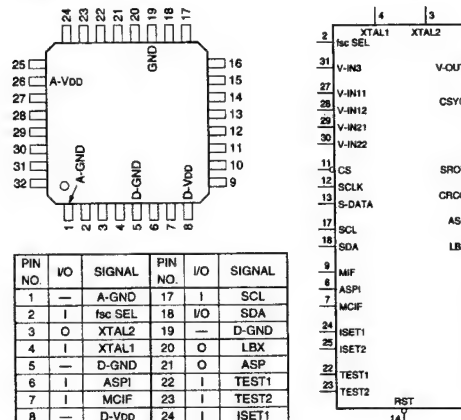 24 23 22 21 20 19 18 17
GND
25
26 A-VDD
27
28
29
30
31
32
16
15
14
13
12
11
10
9
A-GND
D-GND
D-VDD
1 2 3 4 5 6 7 8
PIN NO. I/O SIGNAL PIN NO. I/O SIGNAL
1 — A-GND 17 I SCL
2 I fsc SEL 18 I/O SDA
3 O XTAL2 19 — D-GND
4 I XTAL1 20 O LBX
5 — D-GND 21 O ASP
6 I ASPI 22 I TEST1
7 I MCIF 23 I TEST2
8 — D-VDD 24 I ISET1
4 3
XTAL1 XTAL2
2 fsc SEL
31 V-IN3 V-OUT
27 V-IN11
28 V-IN12
29 V-IN21
30 V-IN22
11 CS
12 SCLK
13 S-DATA
17 SCL AS
18 SDA LB
9 MIF
6 ASPI
7 MCIF
24 ISET1
25 ISET2
22 TEST1
23 TEST2
RST
14